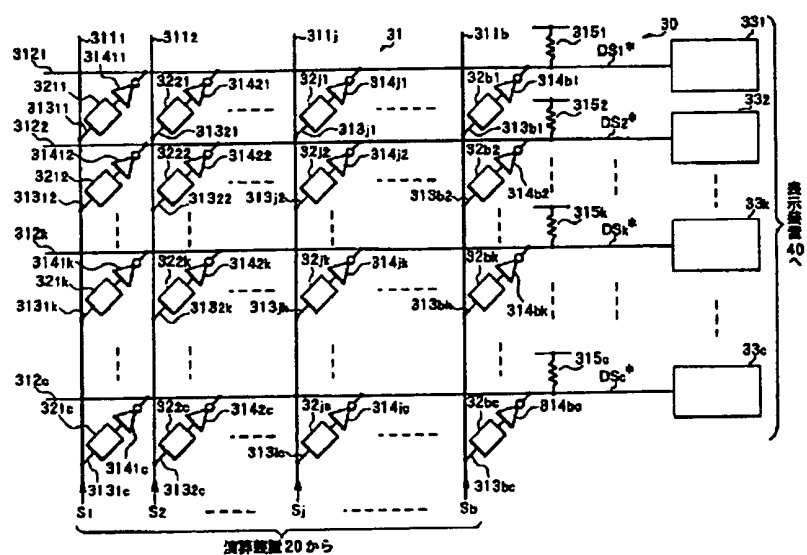 3111 3112 311j 31 311b 3151 30 331
3121 31411 DS1*
3211 3221 31421 32j1 314j1 32b1 314b1
31311 3152 332
3122 31321 313j1 313b1 DS2*
31412 3222 31422 32j2 314j2 32b2
3212 314b2
31312 31322 313j2 313b2 315k 33k
312k DSk*
3141k 322k 3142k 32jk 314jk 32bk
321k
3131k 3132k 313jk 313bk 314bk
315c 33c
312c DSc*
321c 322c 3142c 32jc 314jc 32bc 314bc
3141c 313jc
3131c 3132c 313bc
S1 S2 Sj Sb
演算装置20から
表示装置40へ